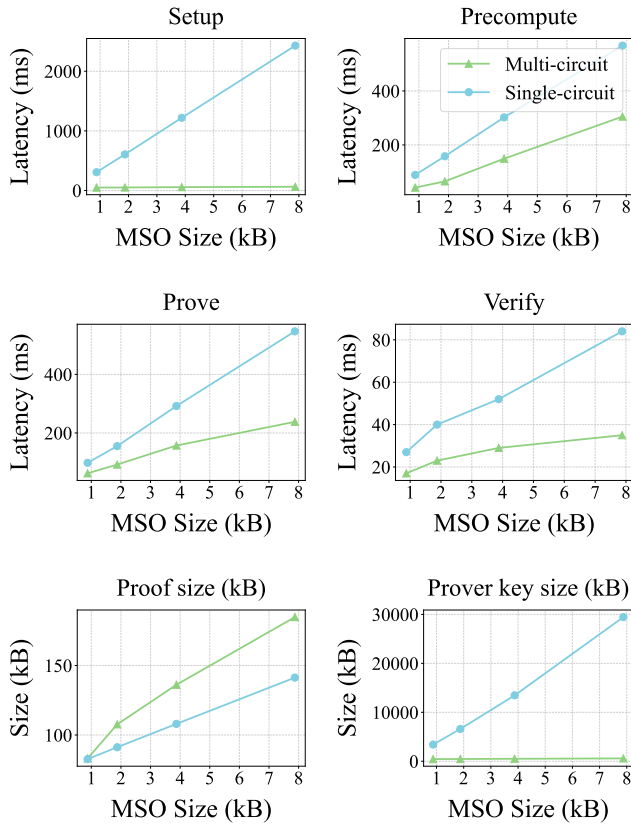 Setup
Latency (ms)
2000
1000
0
1 2 3 4 5 6 7 8
MSO Size (kB)
Precompute
Latency (ms)
400
200
Multi-circuit
Single-circuit
1 2 3 4 5 6 7 8
MSO Size (kB)
Prove
Latency (ms)
400
200
1 2 3 4 5 6 7 8
MSO Size (kB)
Verify
Latency (ms)
80
60
40
20
1 2 3 4 5 6 7 8
MSO Size (kB)
Proof size (kB)
Size (kB)
150
100
1 2 3 4 5 6 7 8
MSO Size (kB)
Prover key size (kB)
Size (kB)
30000
20000
10000
0
1 2 3 4 5 6 7 8
MSO Size (kB)